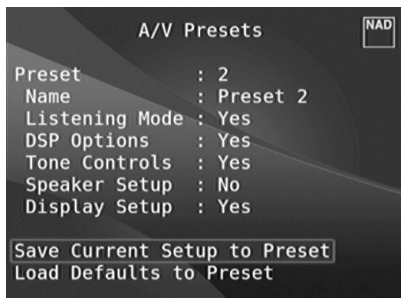 A/V Presets
NAD
Preset : 2
Name : Preset 2
Listening Mode : Yes
DSP Options : Yes
Tone Controls : Yes
Speaker Setup : No
Display Setup : Yes
Save Current Setup to Preset
Load Defaults to Preset